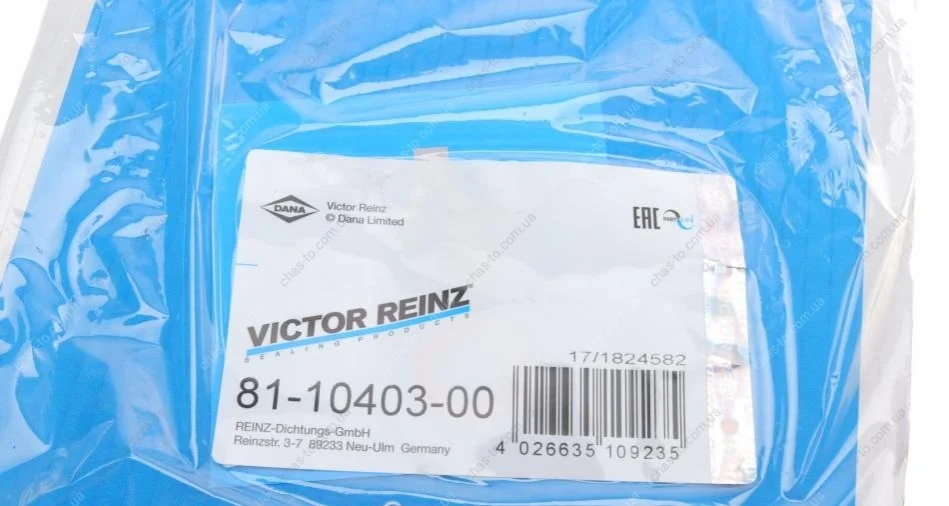 DANA
Victor Reinz
© Dana Limited
EAC
PARTSLIFE
VICTOR REINZ
SEALING PRODUCTS
17/1824582
81-10403-00
REINZ-Dichtungs-GmbH
Reinzstr. 3-7 89233 Neu-Ulm Germany
4 026635 109235
chas-to.com.ua